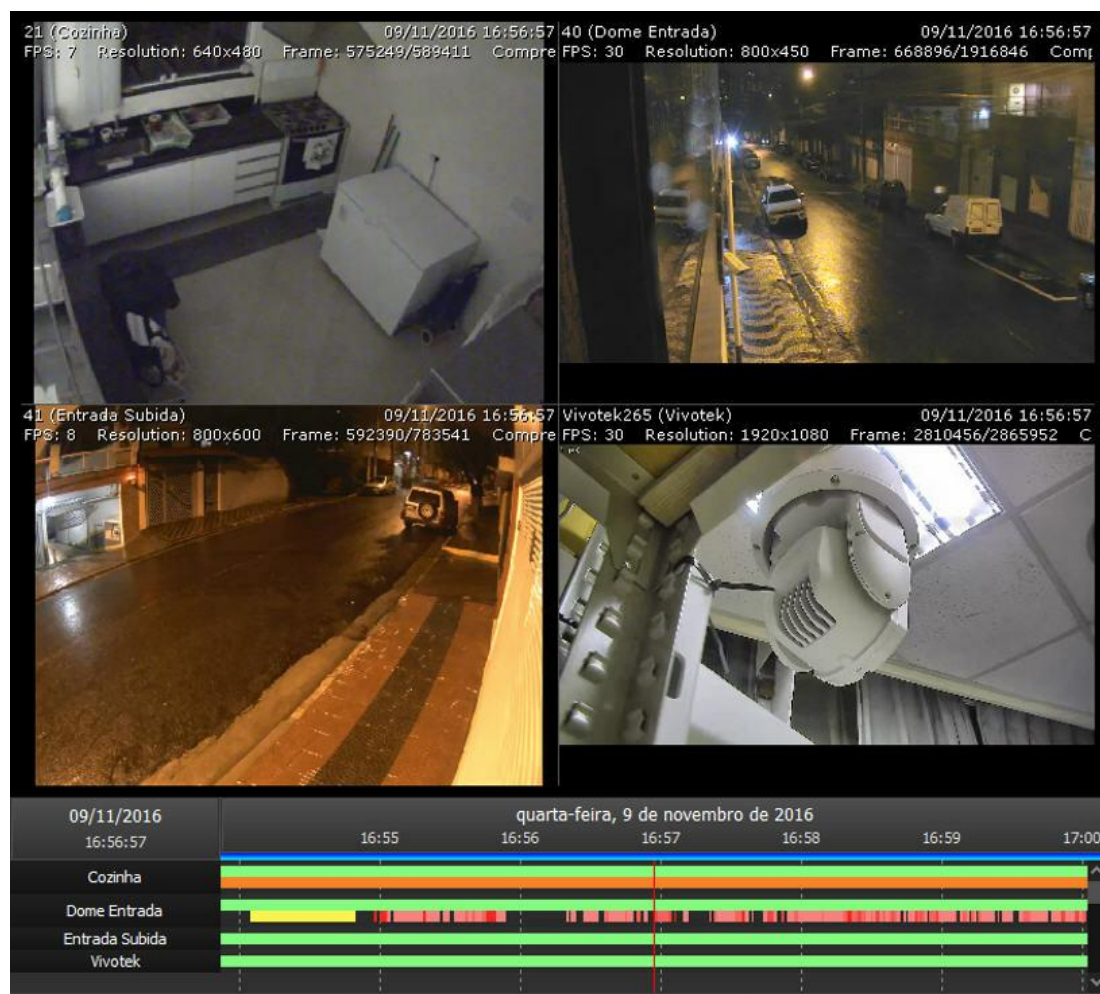 21 (Cozinha) 09/11/2016 16:56:57
FPS: 7 Resolution: 640x480 Frame: 575249/589411 Compre
40 (Dome Entrada) 09/11/2016 16:56:57
FPS: 30 Resolution: 800x450 Frame: 668896/1916846 Comp
41 (Entrada Subida) 09/11/2016 16:56:57
FPS: 8 Resolution: 800x600 Frame: 592390/783541 Compre
Vivotek265 (Vivotek) 09/11/2016 16:56:57
FPS: 30 Resolution: 1920x1080 Frame: 2810456/2865952 C
09/11/2016
16:56:57
quarta-feira, 9 de novembro de 2016
16:55 16:56 16:57 16:58 16:59 17:00
Cozinha
Dome Entrada
Entrada Subida
Vivotek